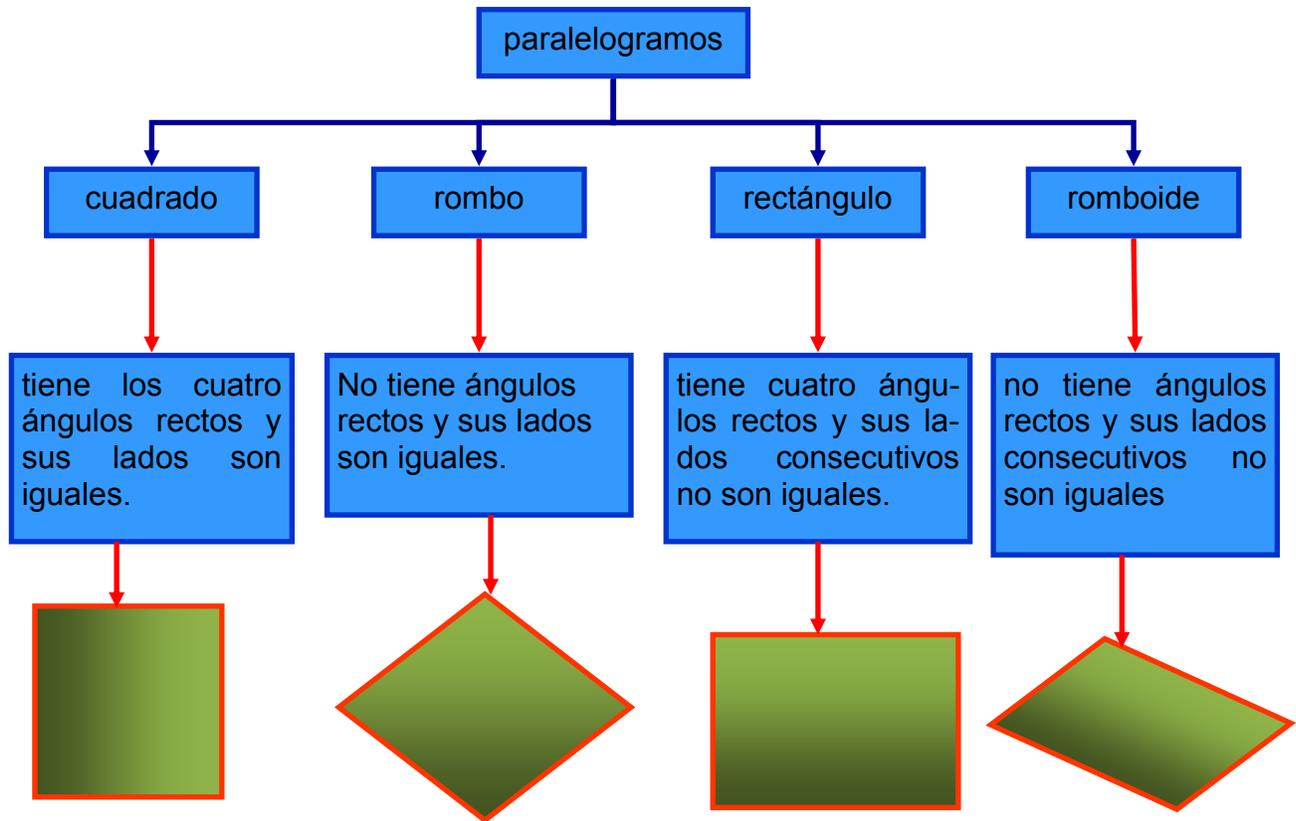 paralelogramos
cuadrado
rombo
rectángulo
romboide
tiene los cuatro
ángulos rectos y
sus lados son
iguales.
No tiene ángulos
rectos y sus lados
son iguales.
tiene cuatro ángu-
los rectos y sus la-
dos consecutivos
no son iguales.
no tiene ángulos
rectos y sus lados
consecutivos no
son iguales